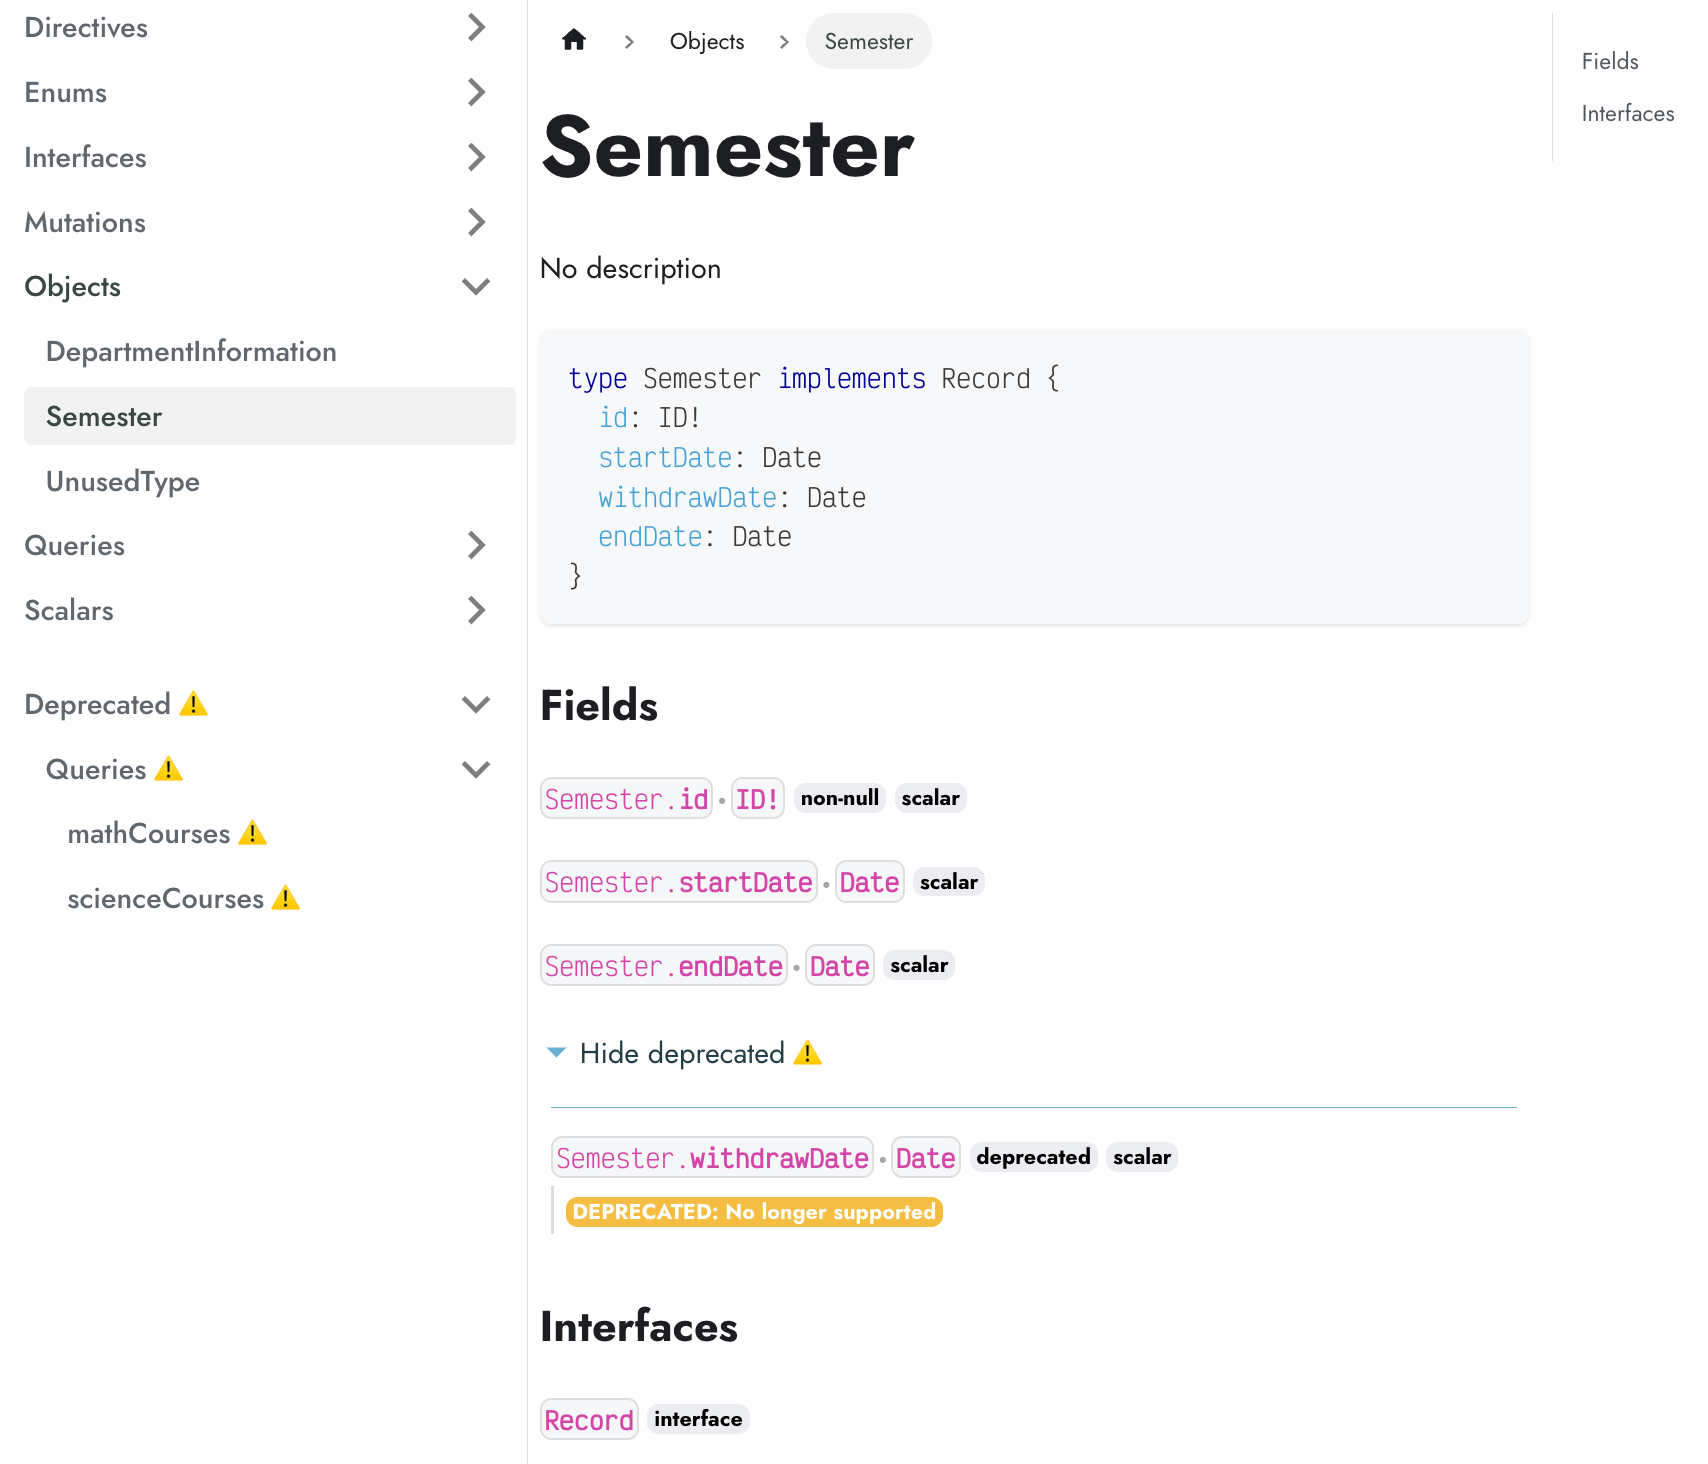 Directives
Enums
Interfaces
Mutations
Objects
DepartmentInformation
Semester
UnusedType
Queries
Scalars
Deprecated ⚠️
Queries ⚠️
mathCourses ⚠️
scienceCourses ⚠️
Objects
Semester
Semester
No description
type Semester implements Record {
  id: ID!
  startDate: Date
  withdrawDate: Date
  endDate: Date
}
Fields
Semester.id • ID! non-null scalar
Semester.startDate • Date scalar
Semester.endDate • Date scalar
Hide deprecated ⚠️
Semester.withdrawDate • Date deprecated scalar
DEPRECATED: No longer supported
Interfaces
Record interface
Fields
Interfaces